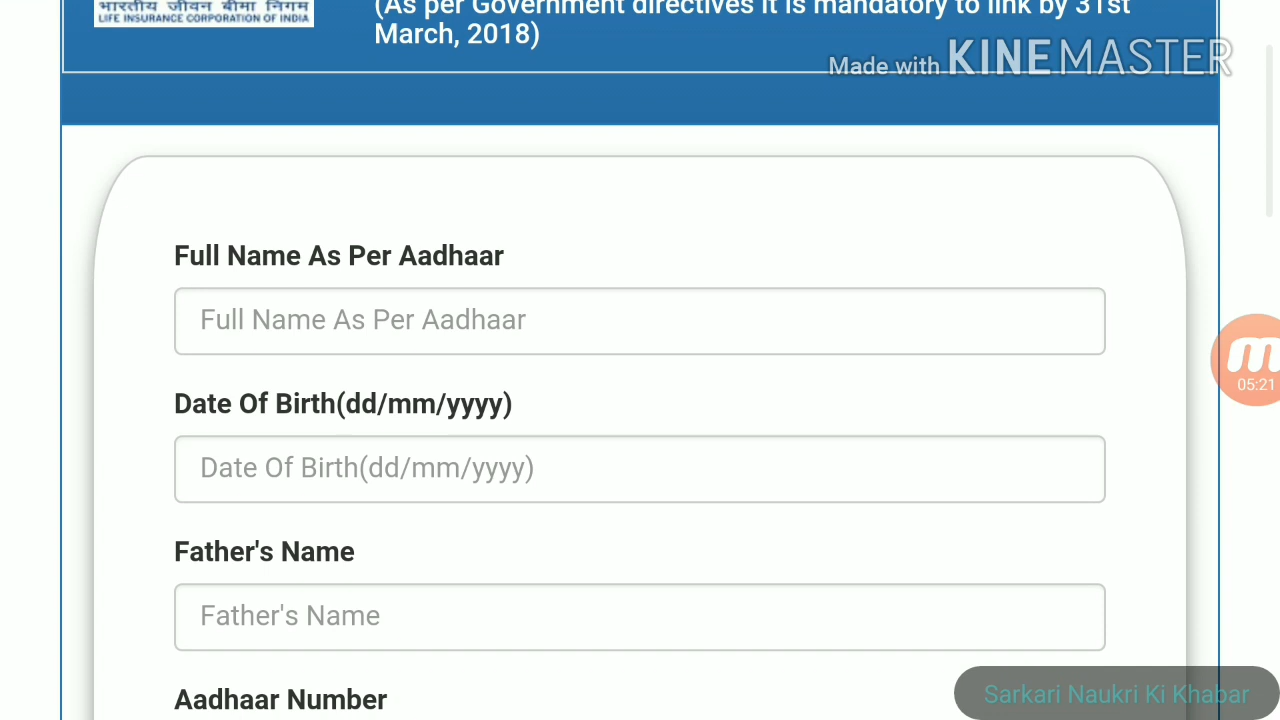 भारतीय जीवन बीमा निगम
LIFE INSURANCE CORPORATION OF INDIA
(As per Government directives it is mandatory to link by 31st
March, 2018)
Made with KINEMASTER
Full Name As Per Aadhaar
Full Name As Per Aadhaar
Date Of Birth(dd/mm/yyyy)
Date Of Birth(dd/mm/yyyy)
05:21
Father's Name
Father's Name
Aadhaar Number
Sarkari Naukri Ki Khabar